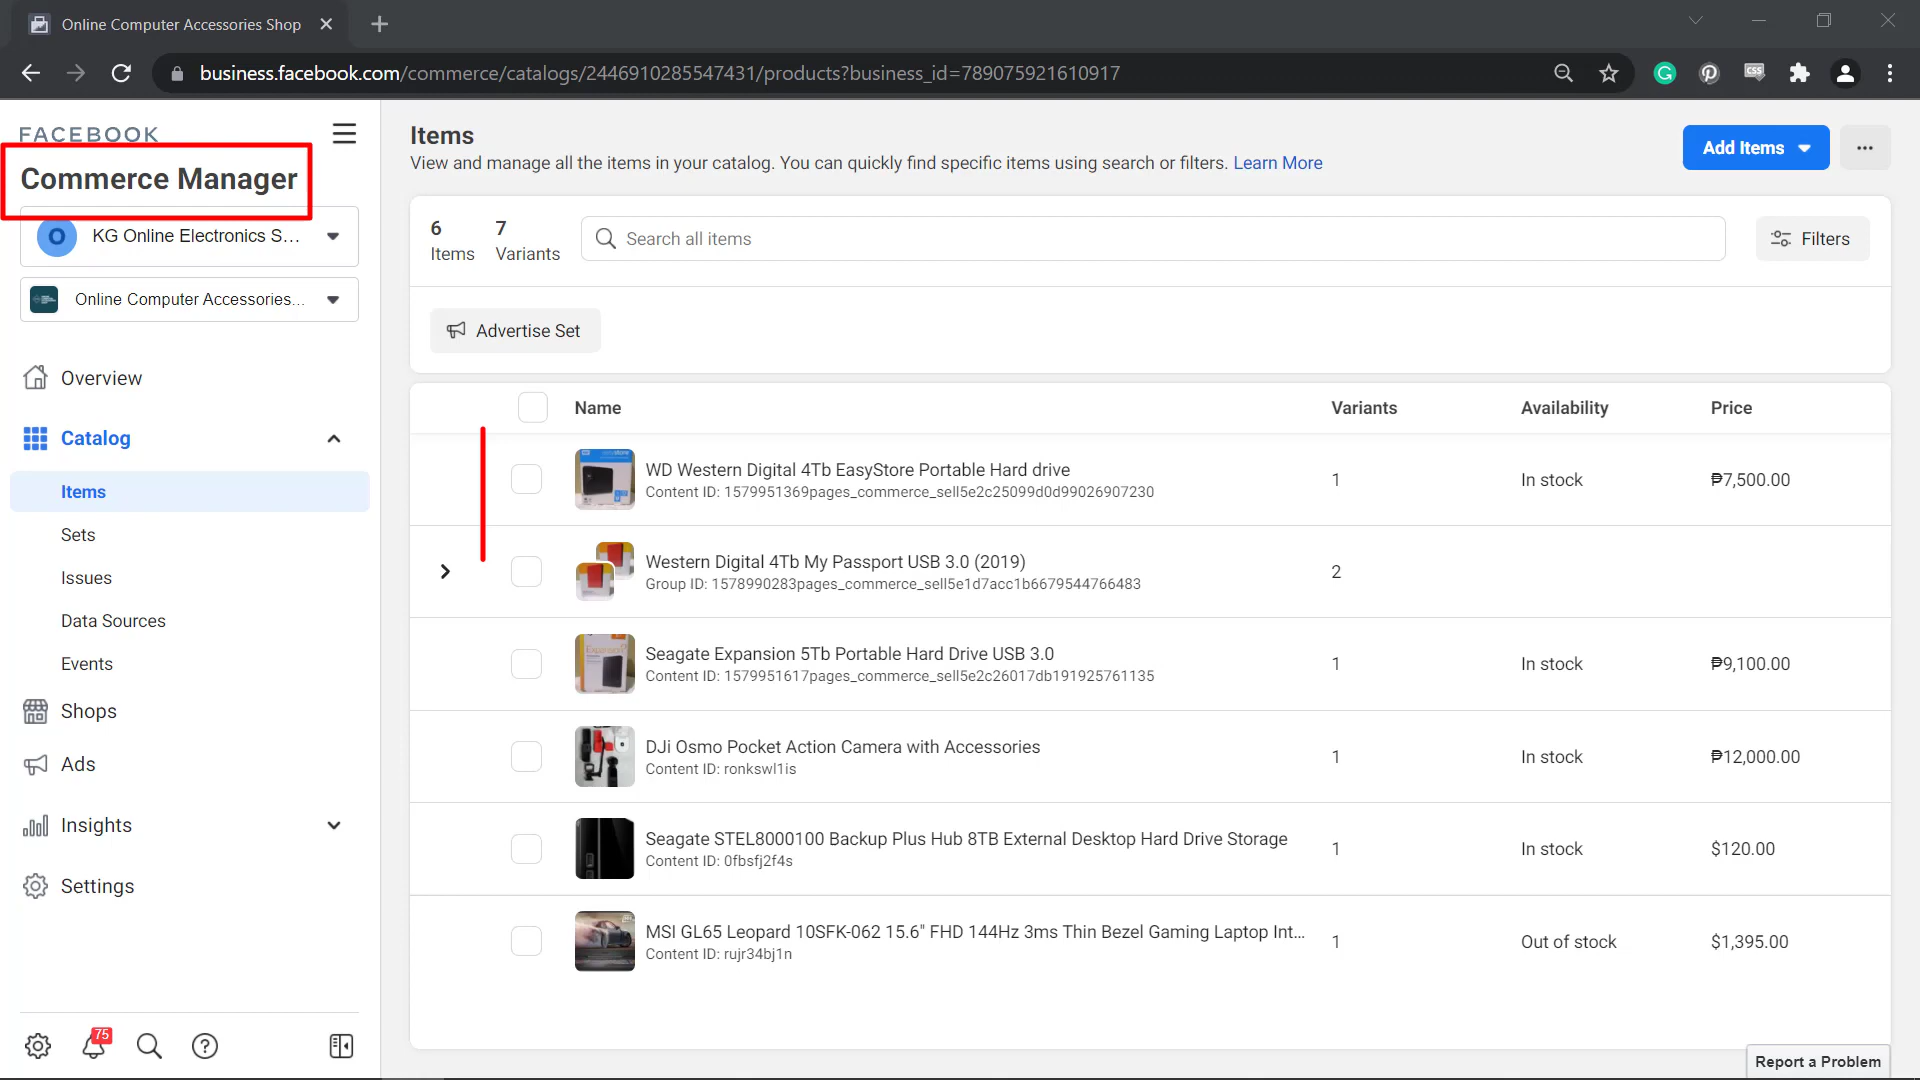 Online Computer Accessories Shop
business.facebook.com/commerce/catalogs/2446910285547431/products?business_id=789075921610917
FACEBOOK
Commerce Manager
O KG Online Electronics S...
Online Computer Accessories...
Overview
Catalog
Items
Sets
Issues
Data Sources
Events
Shops
Ads
Insights
Settings
75
Items
View and manage all the items in your catalog. You can quickly find specific items using search or filters. Learn More
Add Items
6 7
Items Variants
Search all items
Filters
Advertise Set
Name Variants Availability Price
WD Western Digital 4Tb EasyStore Portable Hard drive
Content ID: 1579951369pages_commerce_sell5e2c25099d0d99026907230
1 In stock ₱7,500.00
Western Digital 4Tb My Passport USB 3.0 (2019)
Group ID: 1578990283pages_commerce_sell5e1d7acc1b6679544766483
2
Seagate Expansion 5Tb Portable Hard Drive USB 3.0
Content ID: 1579951617pages_commerce_sell5e2c26017db191925761135
1 In stock ₱9,100.00
DJi Osmo Pocket Action Camera with Accessories
Content ID: ronkswl1is
1 In stock ₱12,000.00
Seagate STEL8000100 Backup Plus Hub 8TB External Desktop Hard Drive Storage
Content ID: 0fbsfj2f4s
1 In stock $120.00
MSI GL65 Leopard 10SFK-062 15.6" FHD 144Hz 3ms Thin Bezel Gaming Laptop Int...
Content ID: rujr34bj1n
1 Out of stock $1,395.00
Report a Problem